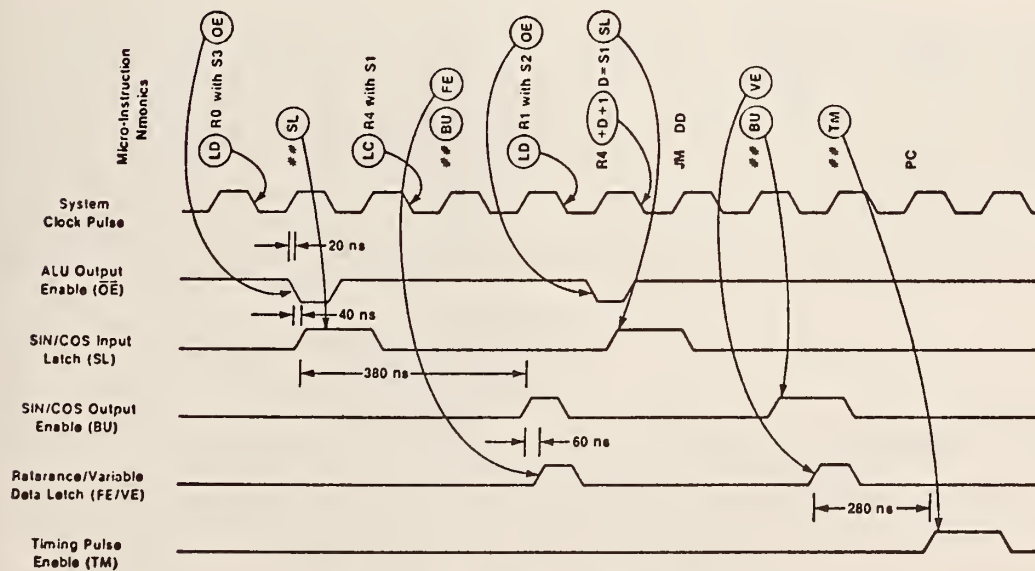 Micro-Instruction
Nmonics
LD R0 with S3 OE
## SL
LC R4 with S1
FE
## BU
LD R1 with S2 OE
R4 +D+1 D=S1 SL
JM DD
VE
## BU
## TM
PC
System
Clock Pulse
20 ns
ALU Output
Enable (OE)
40 ns
SIN/COS Input
Latch (SL)
380 ns
SIN/COS Output
Enable (BU)
60 ns
Reference/Variable
Data Latch (FE/VE)
280 ns
Timing Pulse
Enable (TM)